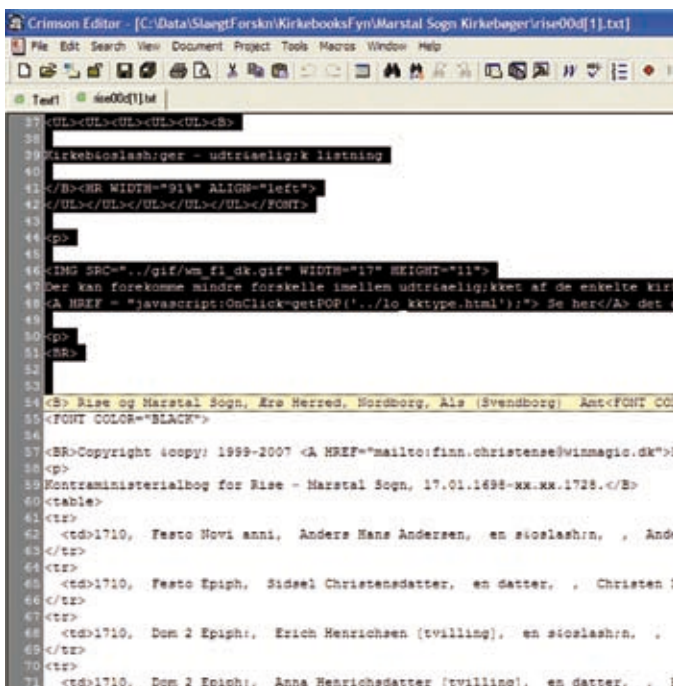 Crimson Editor - [C:\Data\SlaegtForskn\KirkebooksFyn\Marstal Sogn Kirkebøger\rise00d[1].txt]
File Edit Search View Document Project Tools Macros Window Help
Text1 rise00d[1].txt
37 <UL><UL><UL><UL><UL><B>
38
39 Kirkeb&oslash;ger - udtr&aelig;k listning
40
41 </B><HR WIDTH="91%" ALIGN="left">
42 </UL></UL></UL></UL></UL></FONT>
43
44 <p>
45
46 <IMG SRC="../gif/wm_fl_dk.gif" WIDTH="17" HEIGHT="11">
47 Der kan forekomme mindre forskelle imellem udtr&aelig;kket af de enkelte kir
48 <A HREF = "javascript:OnClick=getPOP('../lo_kktype.html');"> Se her</A> det
49
50 <p>
51 <BR>
52
53
54 <B> Rise og Marstal Sogn, Ærø Herred, Nordborg, Als (Svendborg) Amt<FONT CO
55 <FONT COLOR="BLACK">
56
57 <BR>Copyright &copy; 1999-2007 <A HREF="mailto:finn.christense@winmagic.dk">
58 <p>
59 Kontraministerialbog for Rise - Marstal Sogn, 17.01.1698-xx.xx.1728.</B>
60 <table>
61 <tr>
62 <td>1710, Festo Novi anni, Anders Hans Andersen, en s&oslash;n, , And
63 </tr>
64 <tr>
65 <td>1710, Festo Epiph, Sidsel Christensdatter, en datter, , Christen
66 </tr>
67 <tr>
68 <td>1710, Dom 2 Epiph:, Erich Henrichsen [tvilling], en s&oslash;n, ,
69 </tr>
70 <tr>
71 <td>1710, Dom 2 Epiph:, Anna Henrichsdatter [tvilling], en datter, ,